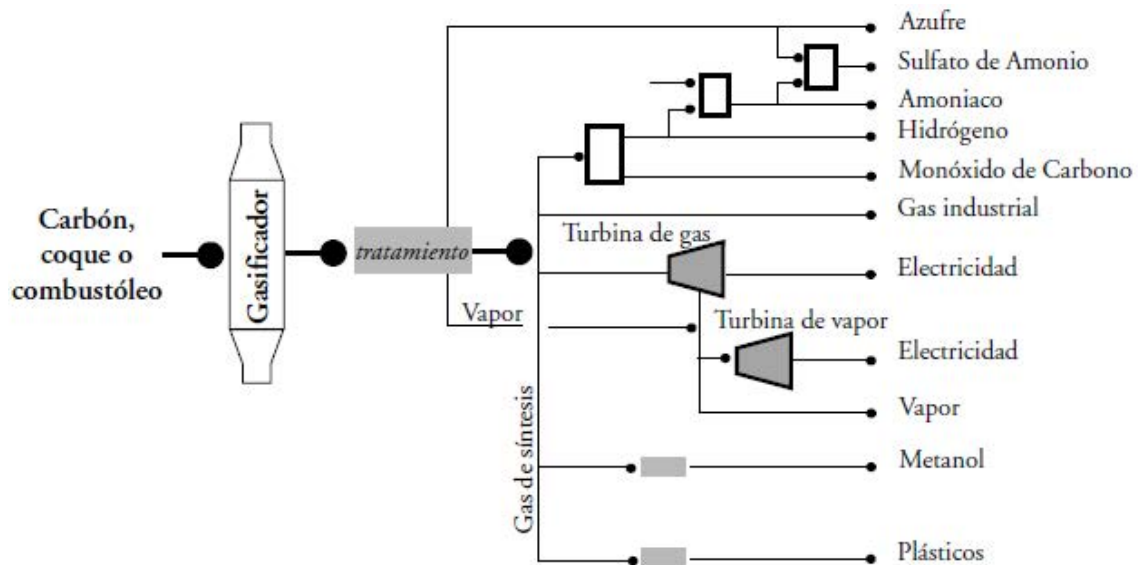 Carbón,
coque o
combustóleo
Gasificador
tratamiento
Vapor
Gas de síntesis
Turbina de gas
Turbina de vapor
Azufre
Sulfato de Amonio
Amoniaco
Hidrógeno
Monóxido de Carbono
Gas industrial
Electricidad
Electricidad
Vapor
Metanol
Plásticos